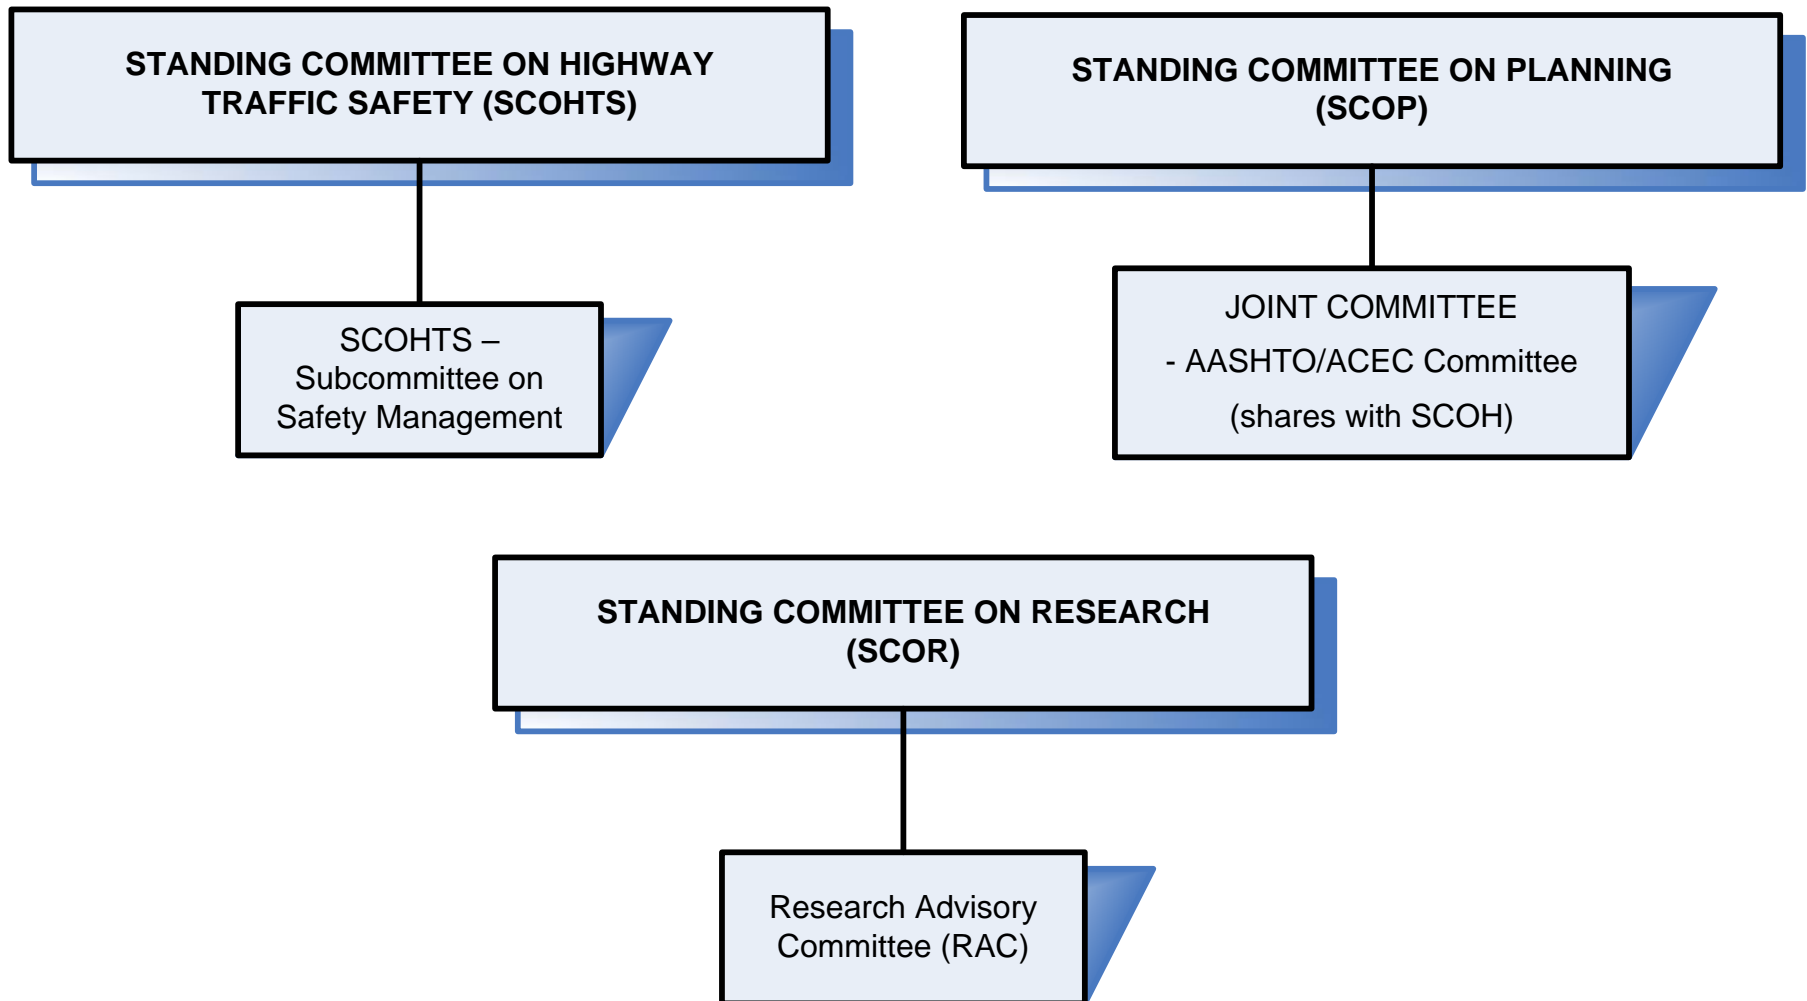 STANDING COMMITTEE ON HIGHWAY
TRAFFIC SAFETY (SCOHTS)
STANDING COMMITTEE ON PLANNING
(SCOP)
SCOHTS –
Subcommittee on
Safety Management
JOINT COMMITTEE
- AASHTO/ACEC Committee
(shares with SCOH)
STANDING COMMITTEE ON RESEARCH
(SCOR)
Research Advisory
Committee (RAC)